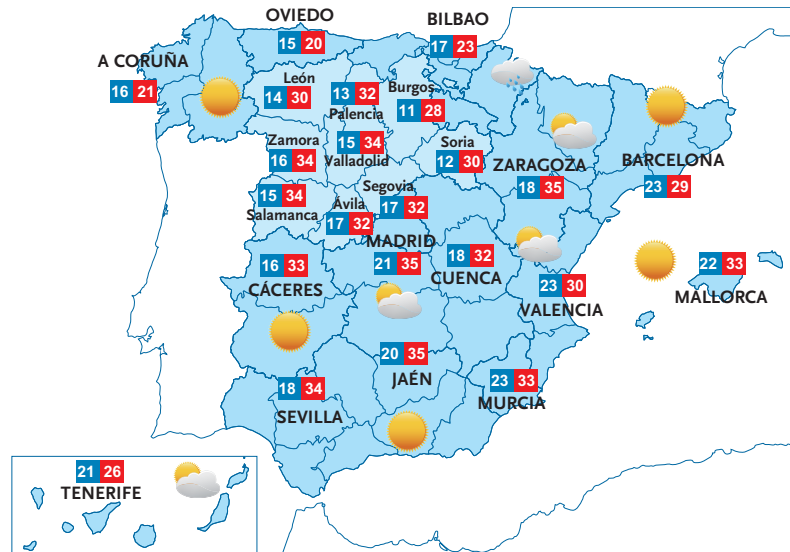 OVIEDO
15 20
BILBAO
17 23
A CORUÑA
16 21
León
14 30
13 32
Palencia
Burgos
11 28
Zamora
16 34
15 34
Valladolid
Soria
12 30
ZARAGOZA
18 35
BARCELONA
23 29
15 34
Salamanca
Ávila
17 32
Segovia
17 32
MADRID
21 35
18 32
CUENCA
16 33
CÁCERES
23 30
VALENCIA
22 33
MALLORCA
20 35
JAÉN
23 33
MURCIA
18 34
SEVILLA
21 26
TENERIFE